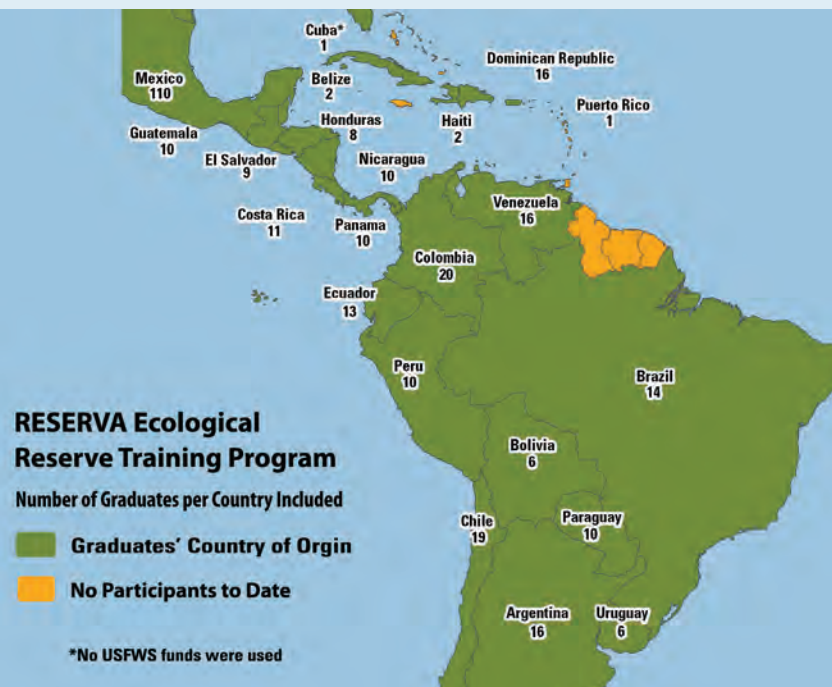 Cuba*
1
Dominican Republic
16
Mexico
110
Belize
2
Puerto Rico
1
Guatemala
10
Honduras
8
Haiti
2
El Salvador
9
Nicaragua
10
Venezuela
16
Costa Rica
11
Panama
10
Colombia
20
Ecuador
13
Peru
10
Brazil
14
RESERVA Ecological
Reserve Training Program
Number of Graduates per Country Included
Bolivia
6
Chile
19
Paraguay
10
Graduates' Country of Orgin
No Participants to Date
Argentina
16
Uruguay
6
*No USFWS funds were used